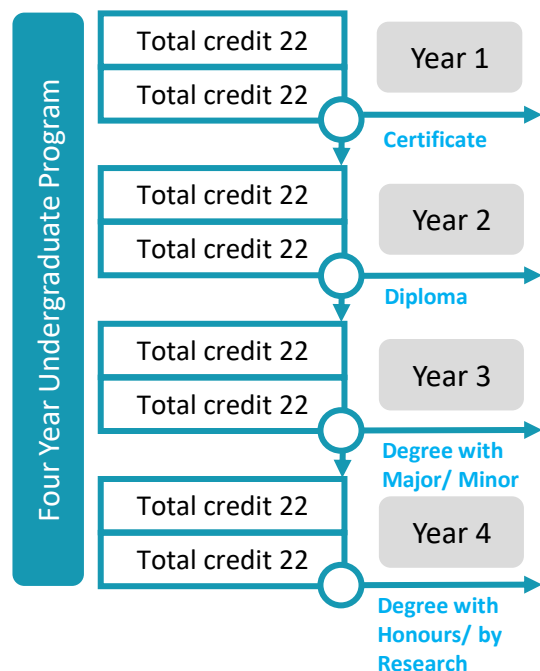 Four Year Undergraduate Program
Total credit 22
Total credit 22
Year 1
Certificate
Total credit 22
Total credit 22
Year 2
Diploma
Total credit 22
Total credit 22
Year 3
Degree with
Major/ Minor
Total credit 22
Total credit 22
Year 4
Degree with
Honours/ by
Research